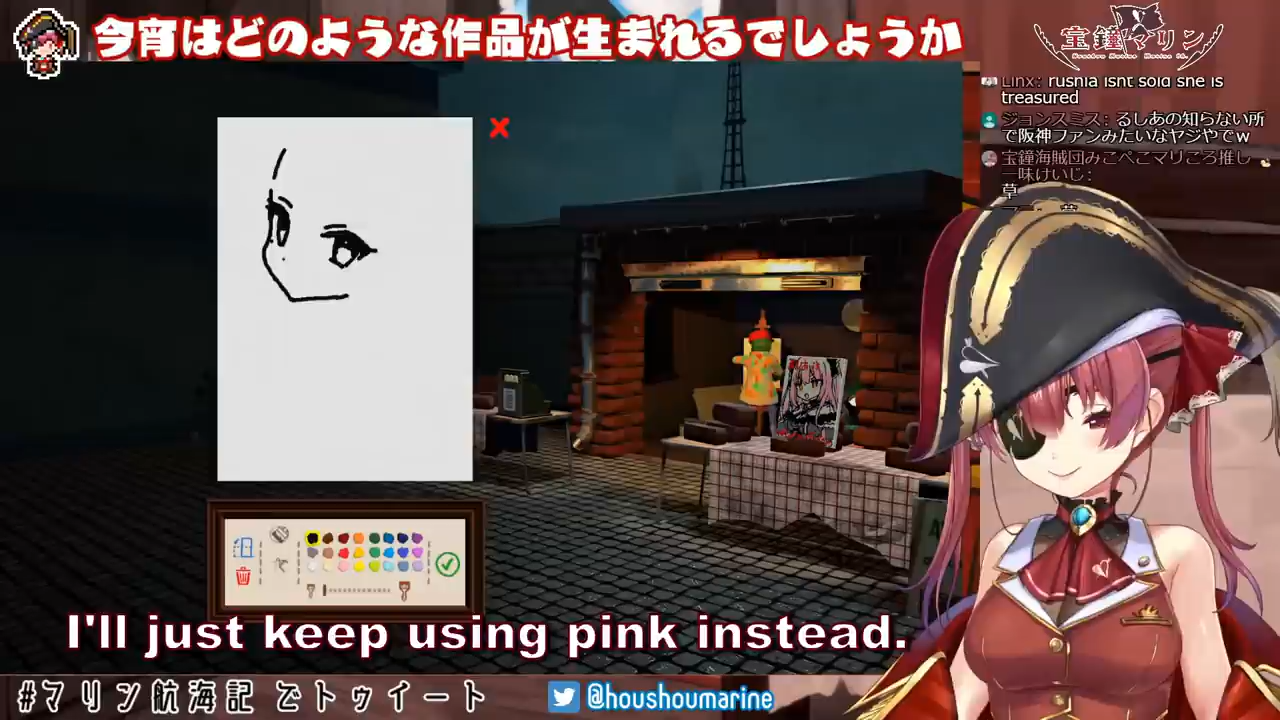 今宵はどのような作品が生まれるでしょうか
宝鐘マリン
Linx: rushia isnt sold she is
treasured
ジョンスミス: るしあの知らない所
で阪神ファンみたいなヤジやでw
宝鐘海賊団みこぺこマリころ推し
一味けいじ:
草
I'll just keep using pink instead.
#マリン航海記 でトゥイート
@houshoumarine